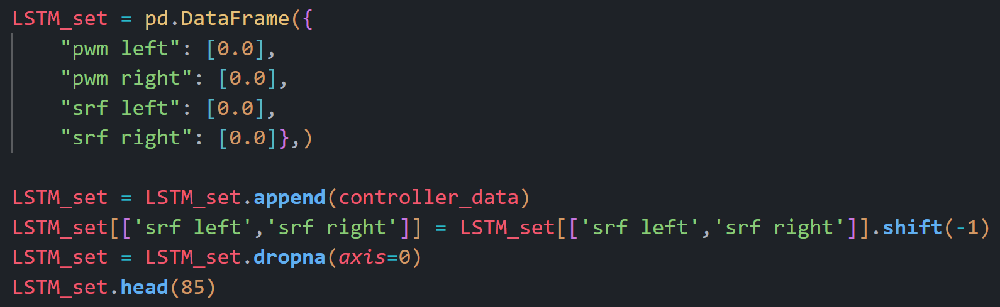 LSTM_set = pd.DataFrame({
    "pwm left": [0.0],
    "pwm right": [0.0],
    "srf left": [0.0],
    "srf right": [0.0]},)
LSTM_set = LSTM_set.append(controller_data)
LSTM_set[['srf left','srf right']] = LSTM_set[['srf left','srf right']].shift(-1)
LSTM_set = LSTM_set.dropna(axis=0)
LSTM_set.head(85)